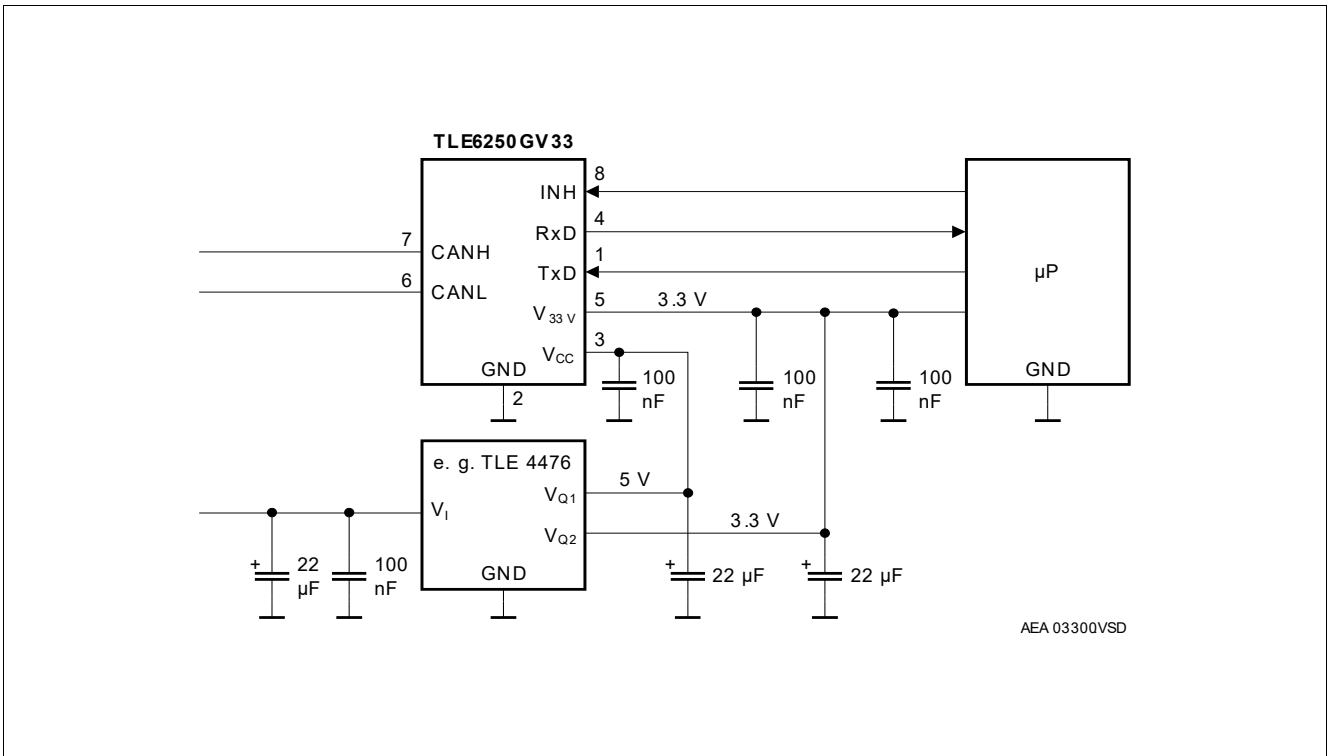 TLE6250GV33
8
INH
4
RxD
7
CANH
1
TxD
µP
6
CANL
5
3.3 V
V33 V
3
VCC
GND
2
100
nF
100
nF
100
nF
GND
e. g. TLE 4476
5 V
VQ1
VI
3.3 V
VQ2
+
22
µF
100
nF
GND
+
22 µF
+
22 µF
AEA 03300.VSD